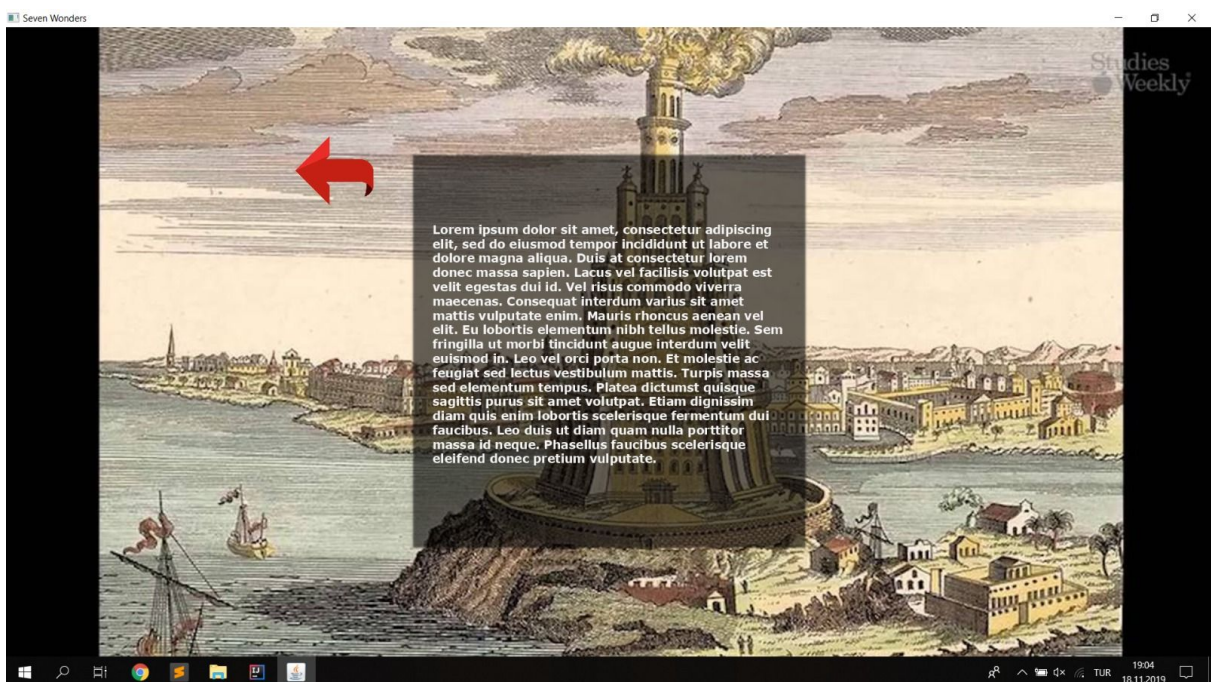 Seven Wonders
Studies
Weekly
Lorem ipsum dolor sit amet, consectetur adipiscing
elit, sed do eiusmod tempor incididunt ut labore et
dolore magna aliqua. Duis at consectetur lorem
donec massa sapien. Lacus vel facilisis volutpat est
velit egestas dui id. Vel risus commodo viverra
maecenas. Consequat interdum varius sit amet
mattis vulputate enim. Mauris rhoncus aenean vel
elit. Eu lobortis elementum nibh tellus molestie. Sem
fringilla ut morbi tincidunt augue interdum velit
euismod in. Leo vel orci porta non. Et molestie ac
feugiat sed lectus vestibulum mattis. Turpis massa
sed elementum tempus. Platea dictumst quisque
sagittis purus sit amet volutpat. Etiam dignissim
diam quis enim lobortis scelerisque fermentum dui
faucibus. Leo duis ut diam quam nulla porttitor
massa id neque. Phasellus faucibus scelerisque
eleifend donec pretium vulputate.
TUR
19:04
18.11.2019